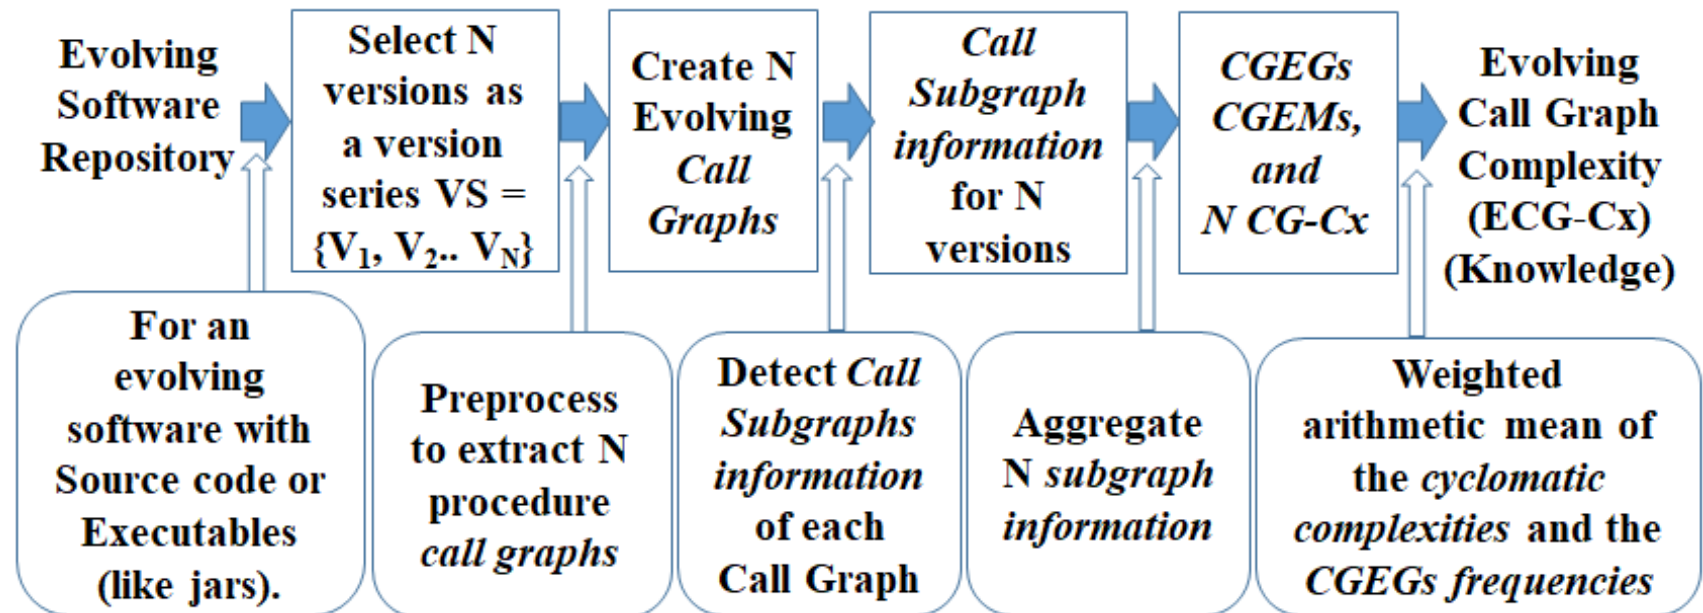 Evolving
Software
Repository
Select N
versions as
a version
series VS =
{V₁, V₂.. V_N}
Create N
Evolving
Call
Graphs
Call
Subgraph
information
for N
versions
CGEGs
CGEMs,
and
N CG-Cx
Evolving
Call Graph
Complexity
(ECG-Cx)
(Knowledge)
For an
evolving
software with
Source code or
Executables
(like jars).
Preprocess
to extract N
procedure
call graphs
Detect Call
Subgraphs
information
of each
Call Graph
Aggregate
N subgraph
information
Weighted
arithmetic mean of
the cyclomatic
complexities and the
CGEGs frequencies